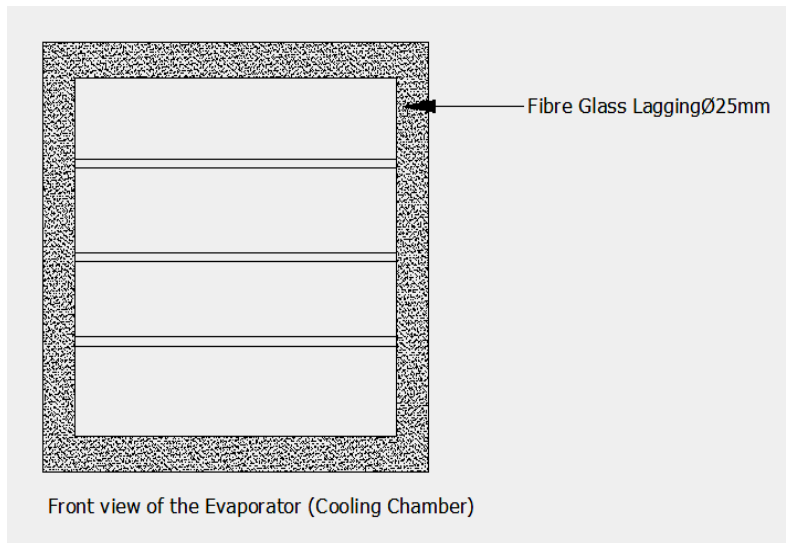 Fibre Glass LaggingØ25mm
Front view of the Evaporator (Cooling Chamber)